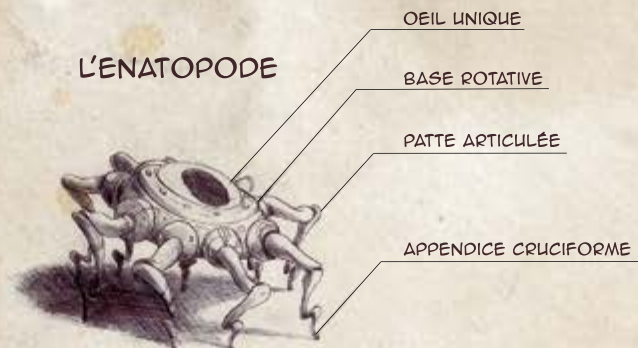 L'ENATOPODE
OEIL UNIQUE
BASE ROTATIVE
PATTE ARTICULÉE
APPENDICE CRUCIFORME